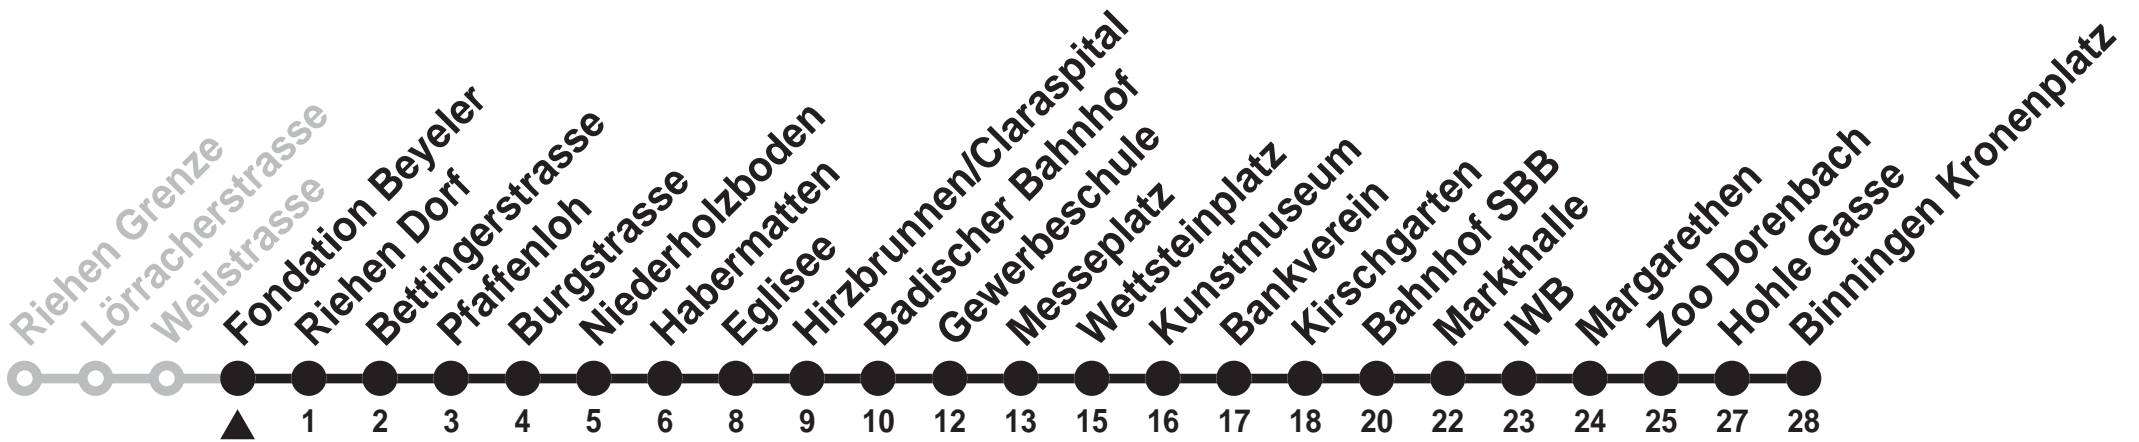 Riehen Grenze
Lörracherstrasse
Weilstrasse
Fondation Beyeler
Riehen Dorf
Bettingerstrasse
Pfaffenloh
Burgstrasse
Niederholzboden
Habermatten
Eglisee
Hirzbrunnen/Claraspital
Badischer Bahnhof
Gewerbeschule
Messeplatz
Wettsteinplatz
Kunstmuseum
Bankverein
Kirschgarten
Bahnhof SBB
Markthalle
IWB
Margarethen
Zoo Dorenbach
Hohle Gasse
Binningen Kronenplatz
1 2 3 4 5 6 8 9 10 12 13 15 16 17 18 20 22 23 24 25 27 28